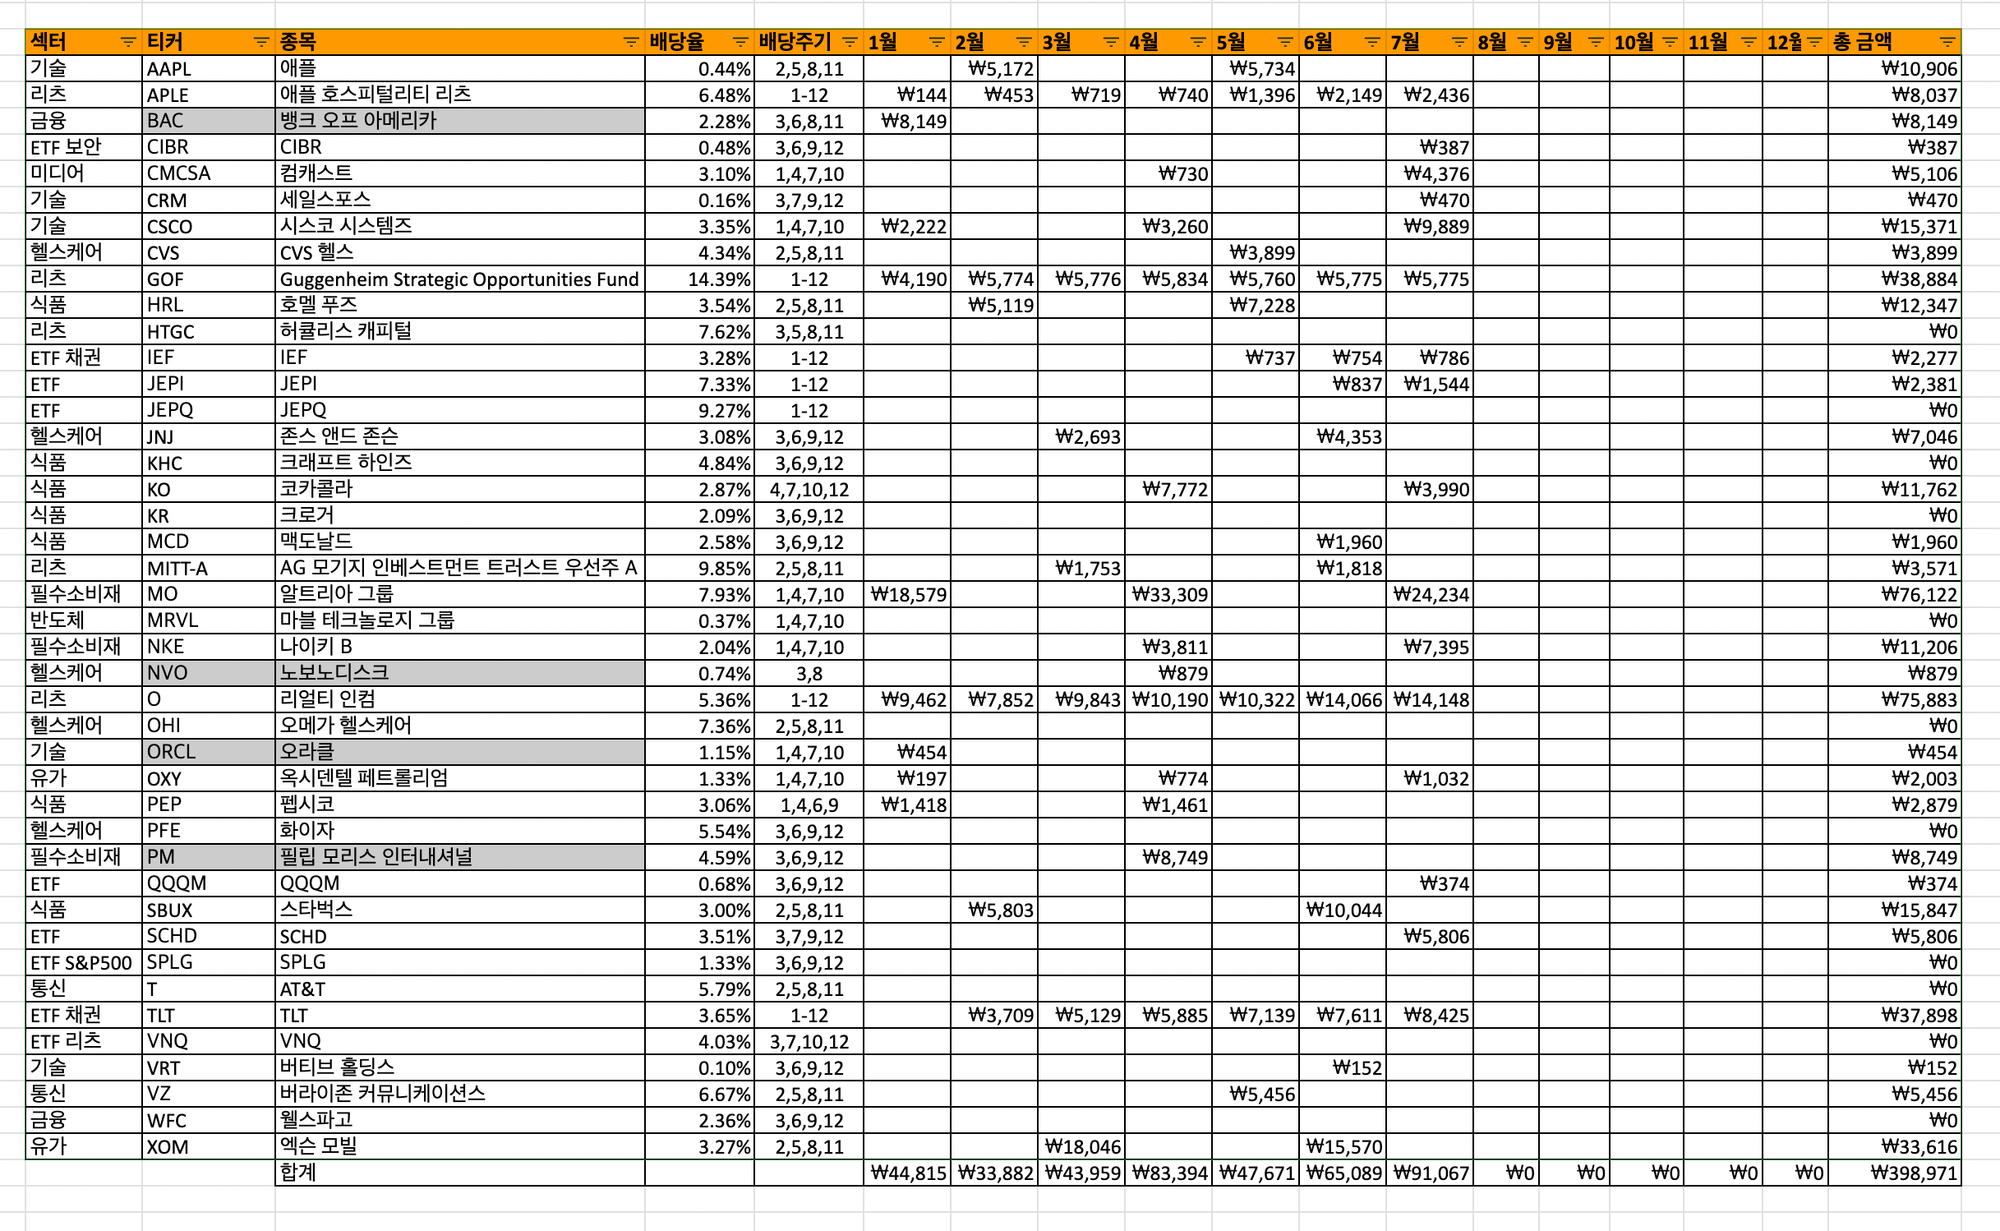 섹터 티커 종목 배당율 배당주기 1월 2월 3월 4월 5월 6월 7월 8월 9월 10월 11월 12월 총 금액
기술 AAPL 애플 0.44% 2,5,8,11 ₩5,172 ₩5,734 ₩10,906
리츠 APLE 애플 호스피털리티 리츠 6.48% 1-12 ₩144 ₩453 ₩719 ₩740 ₩1,396 ₩2,149 ₩2,436 ₩8,037
금융 BAC 뱅크 오프 아메리카 2.28% 3,6,8,11 ₩8,149 ₩8,149
ETF 보안 CIBR CIBR 0.48% 3,6,9,12 ₩387 ₩387
미디어 CMCSA 컴캐스트 3.10% 1,4,7,10 ₩730 ₩4,376 ₩5,106
기술 CRM 세일스포스 0.16% 3,7,9,12 ₩470 ₩470
기술 CSCO 시스코 시스템즈 3.35% 1,4,7,10 ₩2,222 ₩3,260 ₩9,889 ₩15,371
헬스케어 CVS CVS 헬스 4.34% 2,5,8,11 ₩3,899 ₩3,899
리츠 GOF Guggenheim Strategic Opportunities Fund 14.39% 1-12 ₩4,190 ₩5,774 ₩5,776 ₩5,834 ₩5,760 ₩5,775 ₩5,775 ₩38,884
식품 HRL 호멜 푸즈 3.54% 2,5,8,11 ₩5,119 ₩7,228 ₩12,347
리츠 HTGC 허큘리스 캐피털 7.62% 3,5,8,11 ₩0
ETF 채권 IEF IEF 3.28% 1-12 ₩737 ₩754 ₩786 ₩2,277
ETF JEPI JEPI 7.33% 1-12 ₩837 ₩1,544 ₩2,381
ETF JEPQ JEPQ 9.27% 1-12 ₩0
헬스케어 JNJ 존스 앤드 존슨 3.08% 3,6,9,12 ₩2,693 ₩4,353 ₩7,046
식품 KHC 크래프트 하인즈 4.84% 3,6,9,12 ₩0
식품 KO 코카콜라 2.87% 4,7,10,12 ₩7,772 ₩3,990 ₩11,762
식품 KR 크로거 2.09% 3,6,9,12 ₩0
식품 MCD 맥도날드 2.58% 3,6,9,12 ₩1,960 ₩1,960
리츠 MITT-A AG 모기지 인베스트먼트 트러스트 우선주 A 9.85% 2,5,8,11 ₩1,753 ₩1,818 ₩3,571
필수소비재 MO 알트리아 그룹 7.93% 1,4,7,10 ₩18,579 ₩33,309 ₩24,234 ₩76,122
반도체 MRVL 마블 테크놀로지 그룹 0.37% 1,4,7,10 ₩0
필수소비재 NKE 나이키 B 2.04% 1,4,7,10 ₩3,811 ₩7,395 ₩11,206
헬스케어 NVO 노보노디스크 0.74% 3,8 ₩879 ₩879
리츠 O 리얼티 인컴 5.36% 1-12 ₩9,462 ₩7,852 ₩9,843 ₩10,190 ₩10,322 ₩14,066 ₩14,148 ₩75,883
헬스케어 OHI 오메가 헬스케어 7.36% 2,5,8,11 ₩0
기술 ORCL 오라클 1.15% 1,4,7,10 ₩454 ₩454
유가 OXY 옥시덴텔 페트롤리엄 1.33% 1,4,7,10 ₩197 ₩774 ₩1,032 ₩2,003
식품 PEP 펩시코 3.06% 1,4,6,9 ₩1,418 ₩1,461 ₩2,879
헬스케어 PFE 화이자 5.54% 3,6,9,12 ₩0
필수소비재 PM 필립 모리스 인터내셔널 4.59% 3,6,9,12 ₩8,749 ₩8,749
ETF QQQM QQQM 0.68% 3,6,9,12 ₩374 ₩374
식품 SBUX 스타벅스 3.00% 2,5,8,11 ₩5,803 ₩10,044 ₩15,847
ETF SCHD SCHD 3.51% 3,7,9,12 ₩5,806 ₩5,806
ETF S&P500 SPLG SPLG 1.33% 3,6,9,12 ₩0
통신 T AT&T 5.79% 2,5,8,11 ₩0
ETF 채권 TLT TLT 3.65% 1-12 ₩3,709 ₩5,129 ₩5,885 ₩7,139 ₩7,611 ₩8,425 ₩37,898
ETF 리츠 VNQ VNQ 4.03% 3,7,10,12 ₩0
기술 VRT 버티브 홀딩스 0.10% 3,6,9,12 ₩152 ₩152
통신 VZ 버라이존 커뮤니케이션스 6.67% 2,5,8,11 ₩5,456 ₩5,456
금융 WFC 웰스파고 2.36% 3,6,9,12 ₩0
유가 XOM 엑슨 모빌 3.27% 2,5,8,11 ₩18,046 ₩15,570 ₩33,616
합계 ₩44,815 ₩33,882 ₩43,959 ₩83,394 ₩47,671 ₩65,089 ₩91,067 ₩0 ₩0 ₩0 ₩0 ₩0 ₩398,971